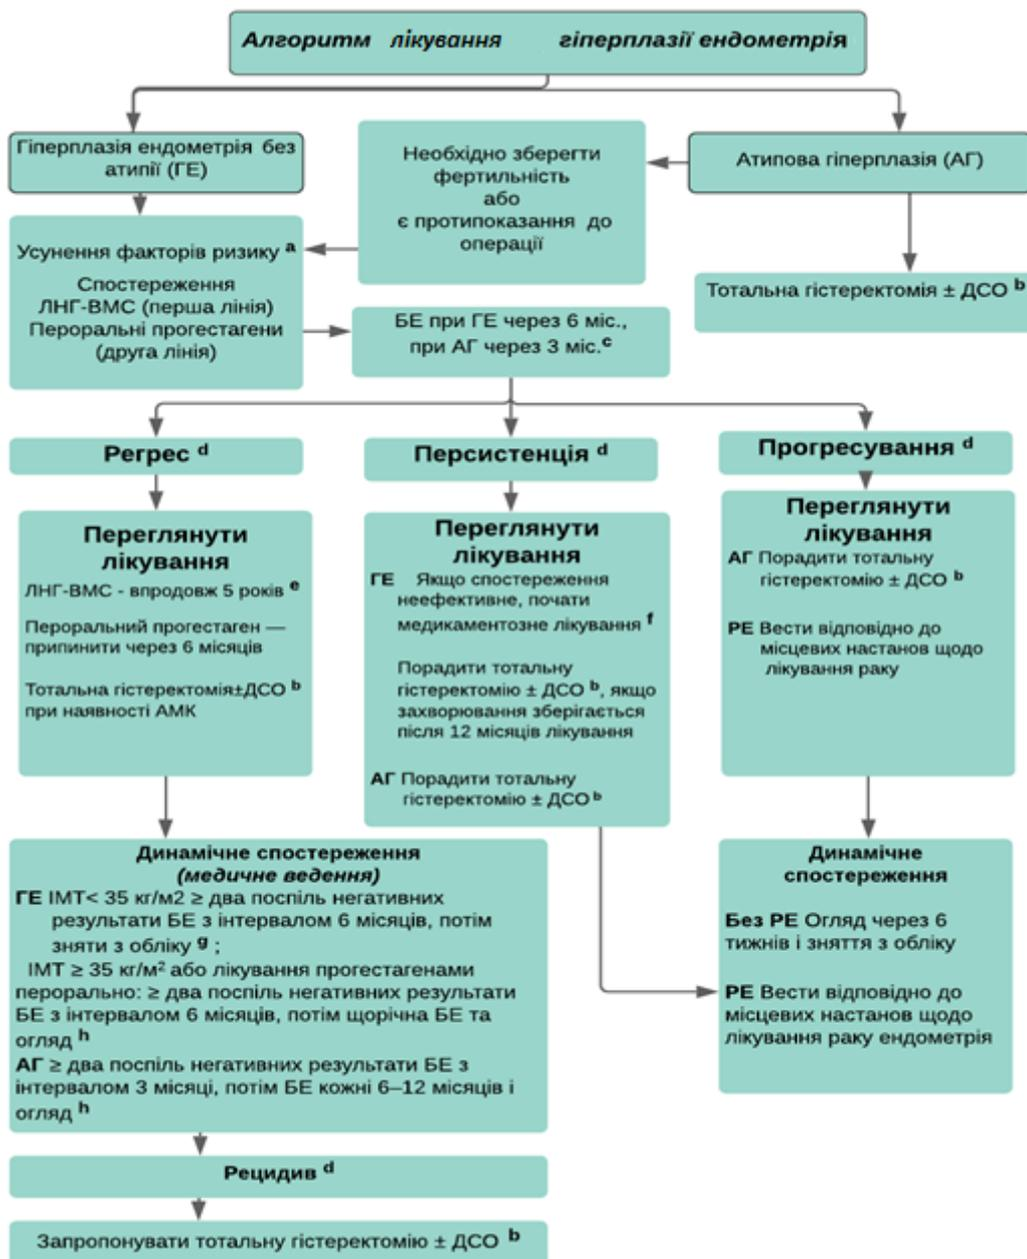 Алгоритм лікування гіперплазії ендометрія
Гіперплазія ендометрія без
атипії (ГЕ)
Необхідно зберегти
фертильність
або
є протипоказання до
операції
Атипова гіперплазія (АГ)
Усунення факторів ризику a
Спостереження
ЛНГ-ВМС (перша лінія)
Пероральні прогестагени
(друга лінія)
Тотальна гістеректомія ± ДСО b
БЕ при ГЕ через 6 міс.,
при АГ через 3 міс.c
Регрес d
Персистенція d
Прогресування d
Переглянути
лікування
ЛНГ-ВМС - впродовж 5 років e
Пероральний прогестаген —
припинити через 6 місяців
Тотальна гістеректомія±ДСО b
при наявності АМК
Переглянути
лікування
ГЕ Якщо спостереження
неефективне, почати
медикаментозне лікування f
Порадити тотальну
гістеректомію ± ДСО b, якщо
захворювання зберігається
після 12 місяців лікування
АГ Порадити тотальну
гістеректомію ± ДСО b
Переглянути
лікування
АГ Порадити тотальну
гістеректомію ± ДСО b
РЕ Вести відповідно до
місцевих настанов щодо
лікування раку
Динамічне спостереження
(медичне ведення)
ГЕ ІМТ< 35 кг/м2 ≥ два поспіль негативних
результати БЕ з інтервалом 6 місяців, потім
зняти з обліку g ;
ІМТ ≥ 35 кг/м² або лікування прогестагенами
перорально: ≥ два поспіль негативних результати
БЕ з інтервалом 6 місяців, потім щорічна БЕ та
огляд h
АГ ≥ два поспіль негативних результати БЕ з
інтервалом 3 місяці, потім БЕ кожні 6–12 місяців і
огляд h
Динамічне
спостереження
Без РЕ Огляд через 6
тижнів і зняття з обліку
РЕ Вести відповідно до
місцевих настанов щодо
лікування раку ендометрія
Рецидив d
Запропонувати тотальну гістеректомію ± ДСО b